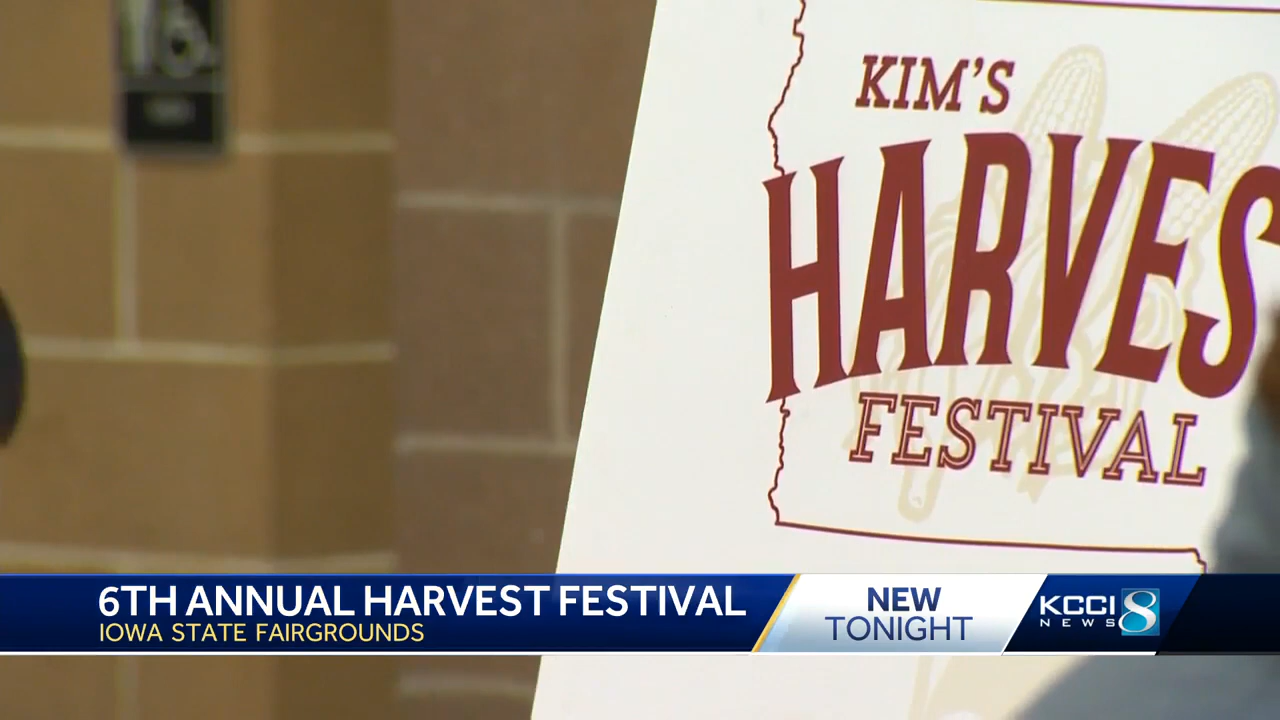 KIM'S
HARVES
FESTIVAL
6TH ANNUAL HARVEST FESTIVAL
IOWA STATE FAIRGROUNDS
NEW
TONIGHT
KCCI 8
NEWS